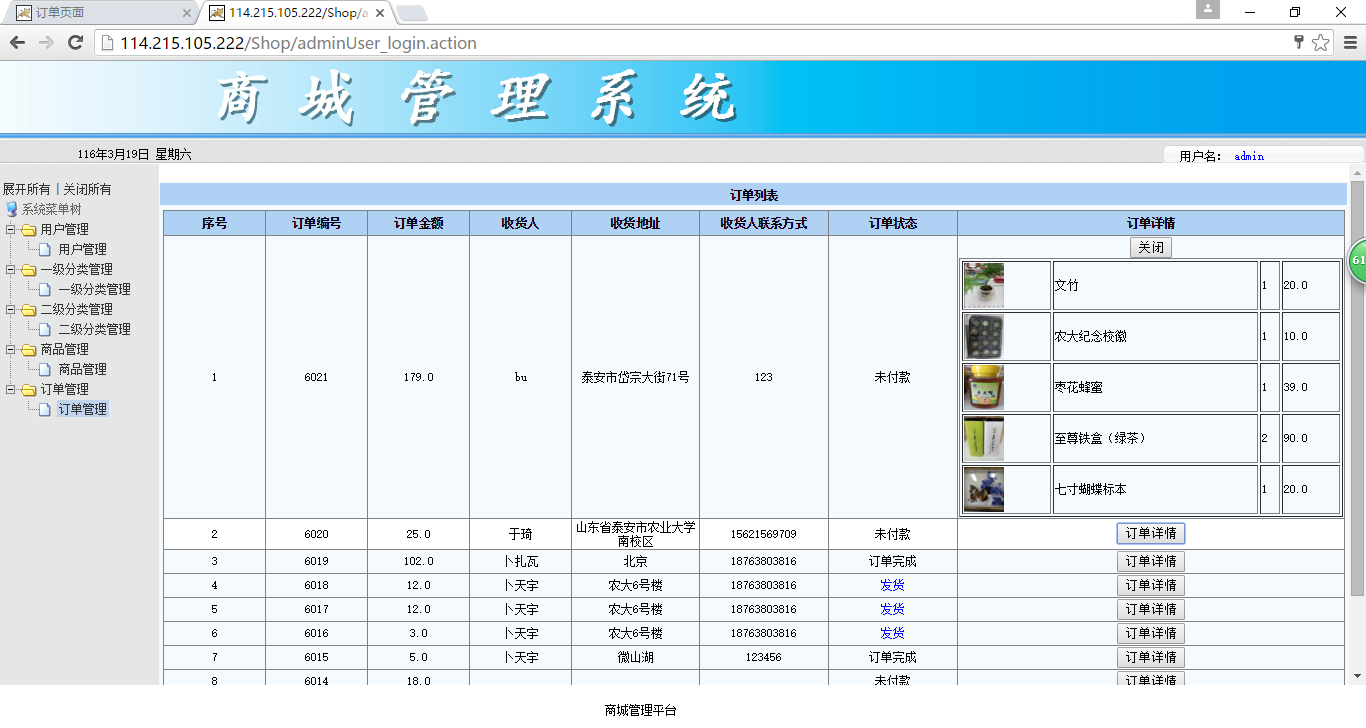 订单页面
114.215.105.222/Shop/a
114.215.105.222/Shop/adminUser_login.action
商城管理系统
116年3月19日 星期六
用户名： admin
展开所有 | 关闭所有
系统菜单树
用户管理
用户管理
一级分类管理
一级分类管理
二级分类管理
二级分类管理
商品管理
商品管理
订单管理
订单管理
订单列表
序号 订单编号 订单金额 收货人 收货地址 收货人联系方式 订单状态 订单详情
关闭
1 6021 179.0 bu 泰安市岱宗大街71号 123 未付款
文竹 1 20.0
农大纪念校徽 1 10.0
枣花蜂蜜 1 39.0
至尊铁盒（绿茶） 2 90.0
七寸蝴蝶标本 1 20.0
2 6020 25.0 于琦 山东省泰安市农业大学南校区 15621569709 未付款 订单详情
3 6019 102.0 卜扎瓦 北京 18763803816 订单完成 订单详情
4 6018 12.0 卜天宇 农大6号楼 18763803816 发货 订单详情
5 6017 12.0 卜天宇 农大6号楼 18763803816 发货 订单详情
6 6016 3.0 卜天宇 农大6号楼 18763803816 发货 订单详情
7 6015 5.0 卜天宇 微山湖 123456 订单完成 订单详情
8 6014 18.0 未付款 订单详情
61
商城管理平台